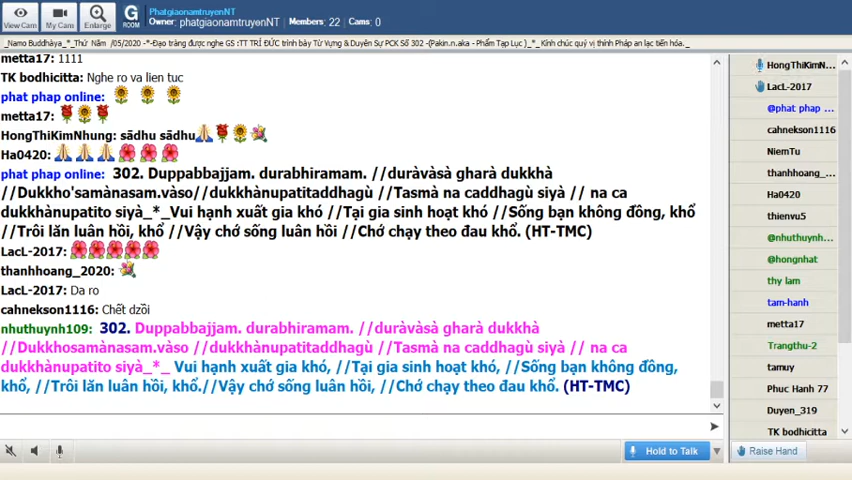 View Cam
My Cam
Enlarge
G
ROOM
PhatgiaonamtruyenNT
Owner: phatgiaonamtruyenNT
Members: 22
Cams: 0
_Namo Buddhàya_*_Thứ Năm /05/2020 -*-Đạo tràng được nghe GS :TT TRÍ ĐỨC trình bày Từ Vựng & Duyên Sự PCK Số 302 -(Pakin.n.aka - Phẩm Tạp Lục )_*_ Kính chúc quý vị thính Pháp an lạc tiến hóa._
metta17: 1111
TK bodhicitta: Nghe ro va lien tuc
phat phap online:
metta17:
HongThiKimNhung: sādhu sādhu
Ha0420:
phat phap online: 302. Duppabbajjam. durabhiramam. //duràvàsà gharà dukkhà
//Dukkho'samànasam.vàso//dukkhànupatitaddhagù //Tasmà na caddhagù siyà // na ca
dukkhànupatito siyà_*_Vui hạnh xuất gia khó //Tại gia sinh hoạt khó //Sống bạn không đồng, khổ
//Trôi lăn luân hồi, khổ //Vậy chớ sống luân hồi //Chớ chạy theo đau khổ. (HT-TMC)
LacL-2017:
thanhhoang_2020:
LacL-2017: Da ro
cahnekson1116: Chết dzồi
nhuthuynh109: 302. Duppabbajjam. durabhiramam. //duràvàsà gharà dukkhà
//Dukkhosamànasam.vàso //dukkhànupatitaddhagù //Tasmà na caddhagù siyà // na ca
dukkhànupatito siyà_*_ Vui hạnh xuất gia khó, //Tại gia sinh hoạt khó, //Sống bạn không đồng,
khổ, //Trôi lăn luân hồi, khổ.//Vậy chớ sống luân hồi, //Chớ chạy theo đau khổ. (HT-TMC)
Hold to Talk
HongThiKimN...
LacL-2017
@phat phap ...
cahnekson1116
NiemTu
thanhhoang_...
Ha0420
thienvu5
@nhuthuynh...
@hongnhat
thy lam
tam-hanh
metta17
Trangthu-2
tamuy
Phuc Hanh 77
Duyen_319
TK bodhicitta
Raise Hand